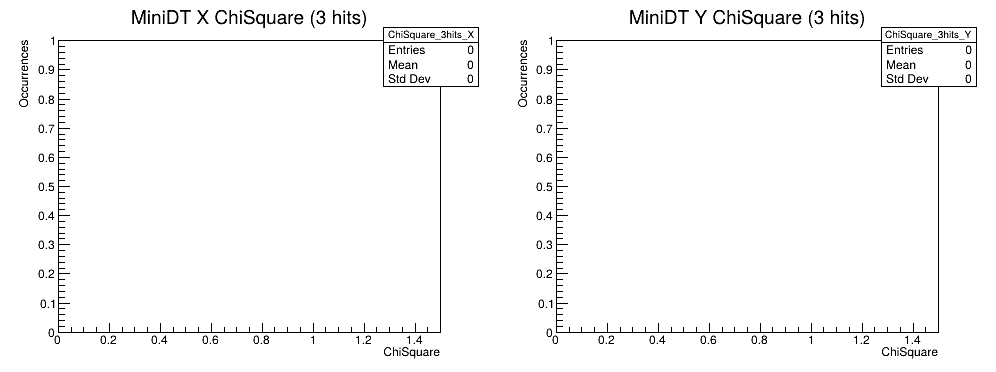 MiniDT X ChiSquare (3 hits)
ChiSquare_3hits_X
Entries 0
Mean 0
Std Dev 0
Occurrences
1
0.9
0.8
0.7
0.6
0.5
0.4
0.3
0.2
0.1
0
0 0.2 0.4 0.6 0.8 1 1.2 1.4
ChiSquare
MiniDT Y ChiSquare (3 hits)
ChiSquare_3hits_Y
Entries 0
Mean 0
Std Dev 0
Occurrences
1
0.9
0.8
0.7
0.6
0.5
0.4
0.3
0.2
0.1
0
0 0.2 0.4 0.6 0.8 1 1.2 1.4
ChiSquare